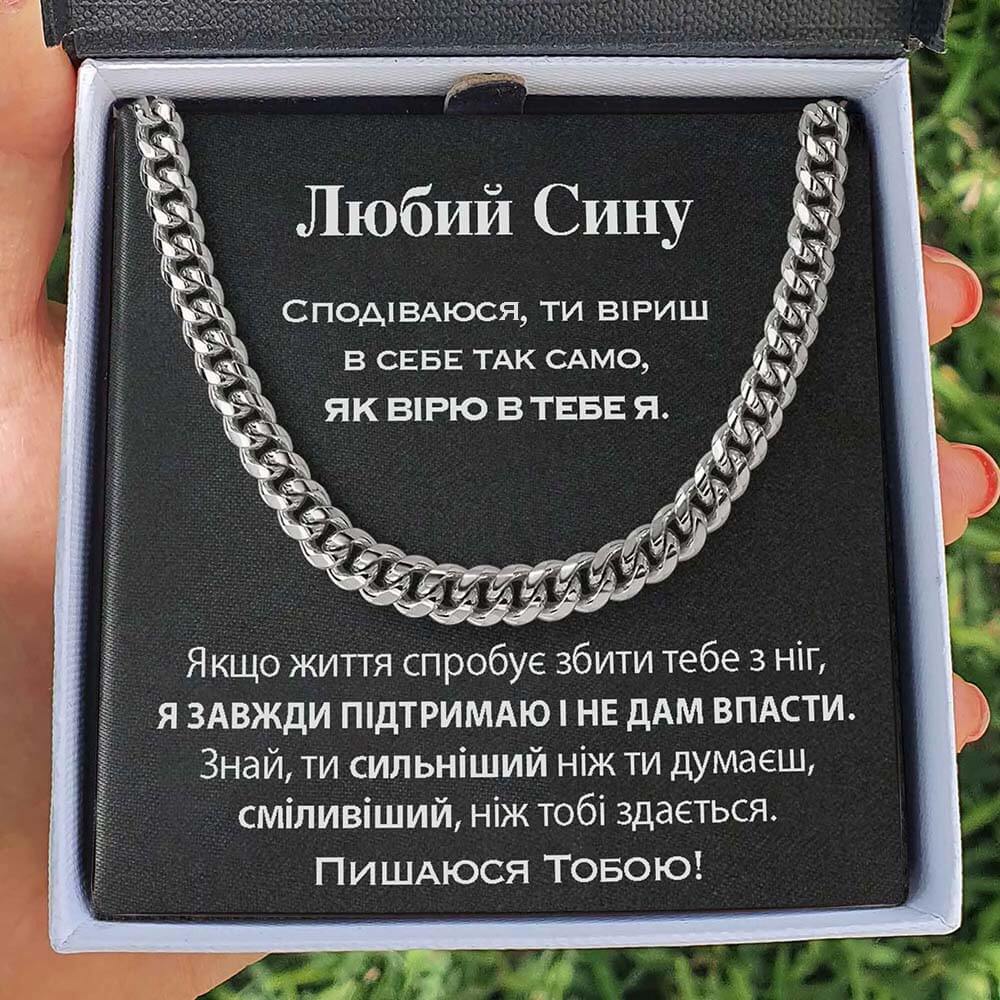 Любий Сину
Сподіваюся, ти віриш
в себе так само,
як вірю в тебе я.
Якщо життя спробує збити тебе з ніг,
Я ЗАВЖДИ ПІДТРИМАЮ І НЕ ДАМ ВПАСТИ.
Знай, ти сильніший ніж ти думаєш,
сміливіший, ніж тобі здається.
Пишаюся Тобою!